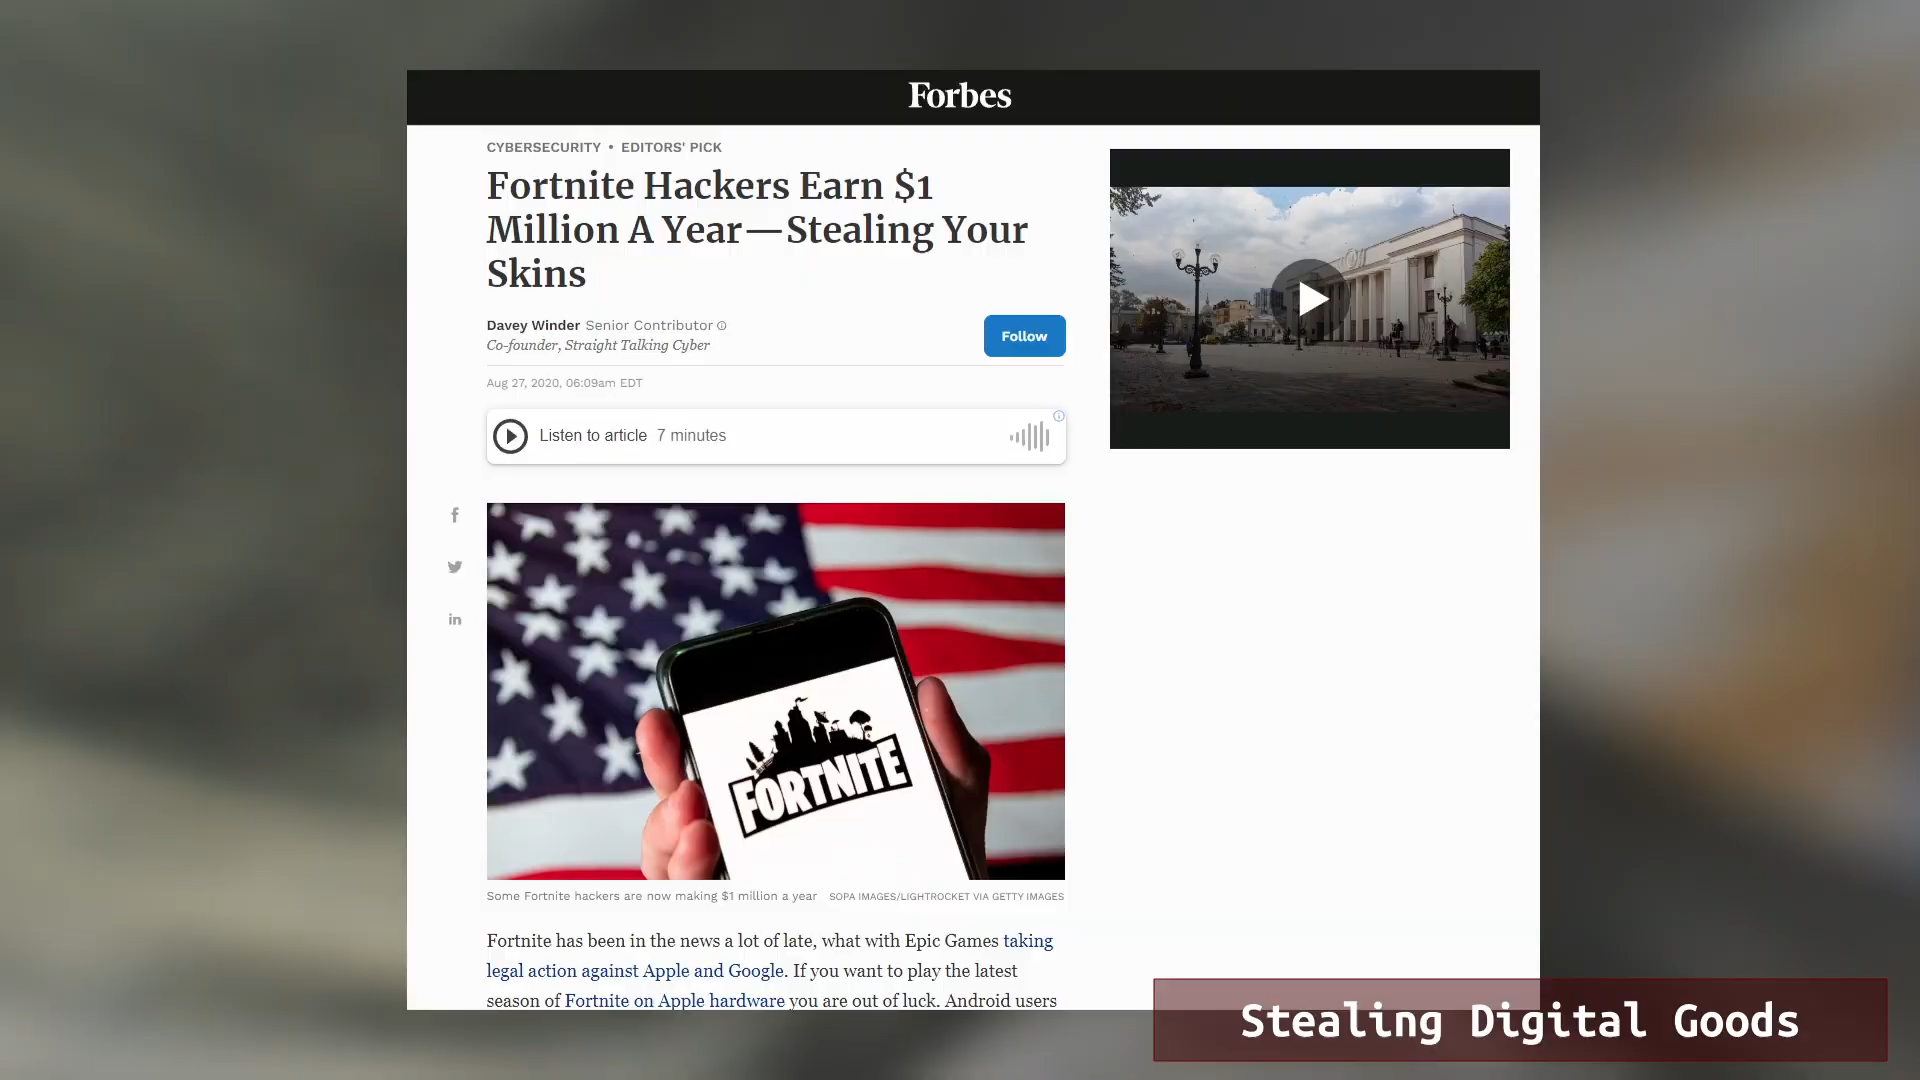 Forbes
CYBERSECURITY • EDITORS' PICK
Fortnite Hackers Earn $1
Million A Year—Stealing Your
Skins
Davey Winder Senior Contributor
Co-founder, Straight Talking Cyber
Follow
Aug 27, 2020, 06:09am EDT
Listen to article 7 minutes
FORTNITE
Some Fortnite hackers are now making $1 million a year SOPA IMAGES/LIGHTROCKET VIA GETTY IMAGES
Fortnite has been in the news a lot of late, what with Epic Games taking
legal action against Apple and Google. If you want to play the latest
season of Fortnite on Apple hardware you are out of luck. Android users
Stealing Digital Goods